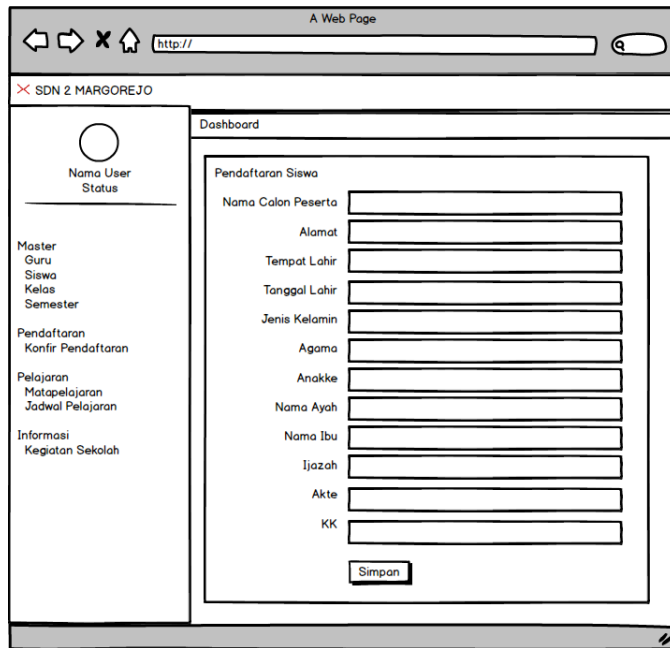 A Web Page
http://
SDN 2 MARGOREJO
Nama User
Status
Master
Guru
Siswa
Kelas
Semester
Pendaftaran
Konfir Pendaftaran
Pelajaran
Matapelajaran
Jadwal Pelajaran
Informasi
Kegiatan Sekolah
Dashboard
Pendaftaran Siswa
Nama Calon Peserta
Alamat
Tempat Lahir
Tanggal Lahir
Jenis Kelamin
Agama
Anakke
Nama Ayah
Nama Ibu
Ijazah
Akte
KK
Simpan